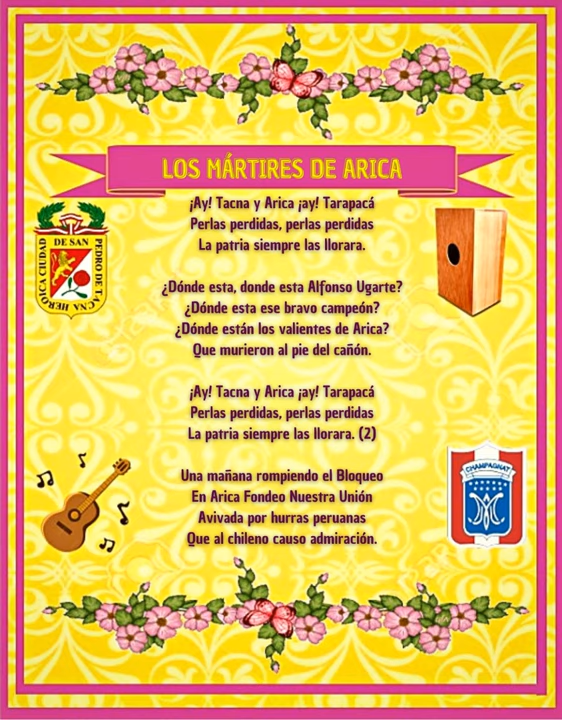 LOS MÁRTIRES DE ARICA
¡Ay! Tacna y Arica ¡ay! Tarapacá
Perlas perdidas, perlas perdidas
La patria siempre las llorara.
HEROICA CIUDAD DE SAN PEDRO DE TACNA
¿Dónde esta, donde esta Alfonso Ugarte?
¿Dónde esta ese bravo campeón?
¿Dónde están los valientes de Arica?
Que murieron al pie del cañón.
¡Ay! Tacna y Arica ¡ay! Tarapacá
Perlas perdidas, perlas perdidas
La patria siempre las llorara. (2)
CHAMPAGNAT
Una mañana rompiendo el Bloqueo
En Arica Fondeo Nuestra Unión
Avivada por hurras peruanas
Que al chileno causo admiración.